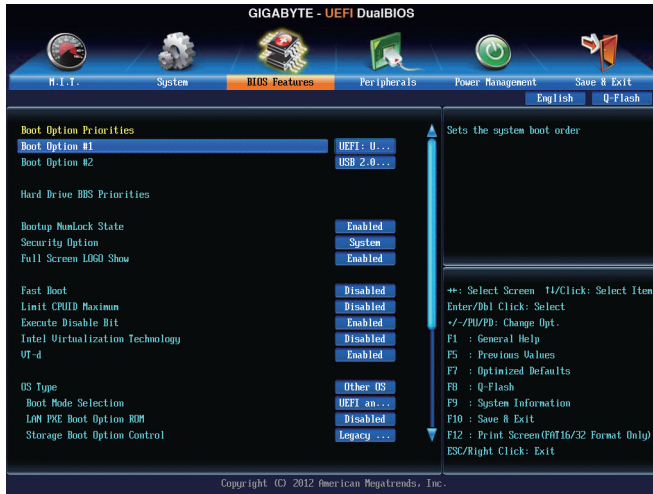 GIGABYTE - UEFI DualBIOS
M.I.T.
System
BIOS Features
Peripherals
Power Management
Save & Exit
English
Q-Flash
Boot Option Priorities
Boot Option #1 UEFI: U...
Boot Option #2 USB 2.0...
Hard Drive BBS Priorities
Bootup NumLock State Enabled
Security Option System
Full Screen LOGO Show Enabled
Fast Boot Disabled
Limit CPUID Maximum Disabled
Execute Disable Bit Enabled
Intel Virtualization Technology Disabled
VT-d Enabled
OS Type Other OS
Boot Mode Selection UEFI an...
LAN PXE Boot Option ROM Disabled
Storage Boot Option Control Legacy ...
Sets the system boot order
→←: Select Screen ↑↓/Click: Select Item
Enter/Dbl Click: Select
+/-/PU/PD: Change Opt.
F1 : General Help
F5 : Previous Values
F7 : Optimized Defaults
F8 : Q-Flash
F9 : System Information
F10 : Save & Exit
F12 : Print Screen(FAT16/32 Format Only)
ESC/Right Click: Exit
Copyright (C) 2012 American Megatrends, Inc.